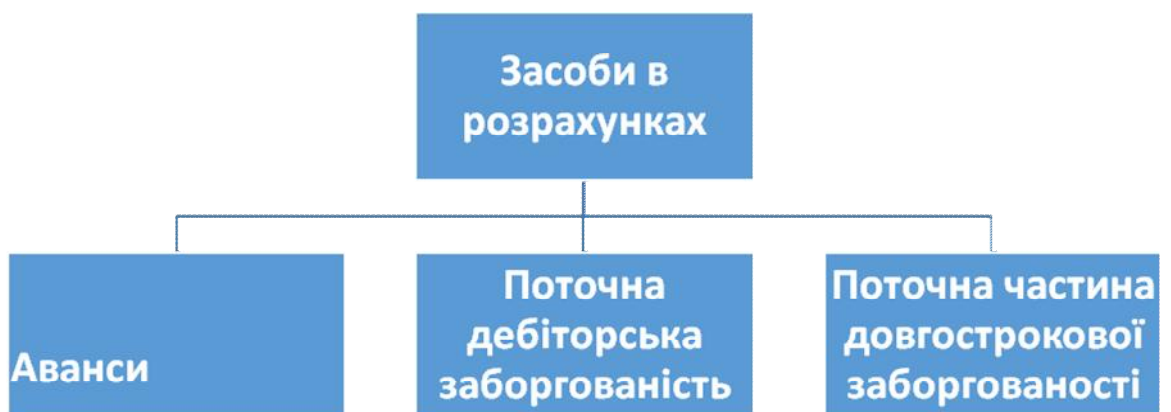 Засоби в
розрахунках
Аванси
Поточна
дебіторська
заборгованість
Поточна частина
довгострокової
заборгованості